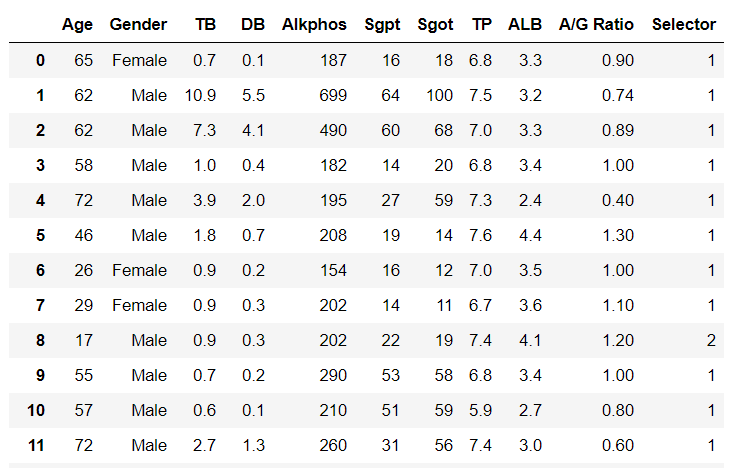 Age Gender TB DB Alkphos Sgpt Sgot TP ALB A/G Ratio Selector
0 65 Female 0.7 0.1 187 16 18 6.8 3.3 0.90 1
1 62 Male 10.9 5.5 699 64 100 7.5 3.2 0.74 1
2 62 Male 7.3 4.1 490 60 68 7.0 3.3 0.89 1
3 58 Male 1.0 0.4 182 14 20 6.8 3.4 1.00 1
4 72 Male 3.9 2.0 195 27 59 7.3 2.4 0.40 1
5 46 Male 1.8 0.7 208 19 14 7.6 4.4 1.30 1
6 26 Female 0.9 0.2 154 16 12 7.0 3.5 1.00 1
7 29 Female 0.9 0.3 202 14 11 6.7 3.6 1.10 1
8 17 Male 0.9 0.3 202 22 19 7.4 4.1 1.20 2
9 55 Male 0.7 0.2 290 53 58 6.8 3.4 1.00 1
10 57 Male 0.6 0.1 210 51 59 5.9 2.7 0.80 1
11 72 Male 2.7 1.3 260 31 56 7.4 3.0 0.60 1